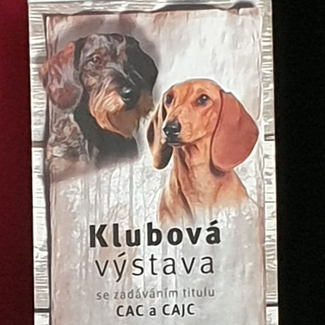 Klubová
výstava
se zadáváním titulu
CAC a CAJC